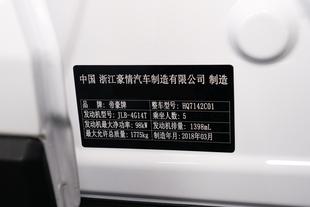 中国 浙江豪情汽车制造有限公司 制造
品 牌：帝豪牌 整车型号：HQ7142C01
发动机型号：JLB-4G14T 乘坐人数：5
发动机最大净功率：98kW 发动机排量：1398mL
最大允许总质量：1775kg 制造年月：2018年03月